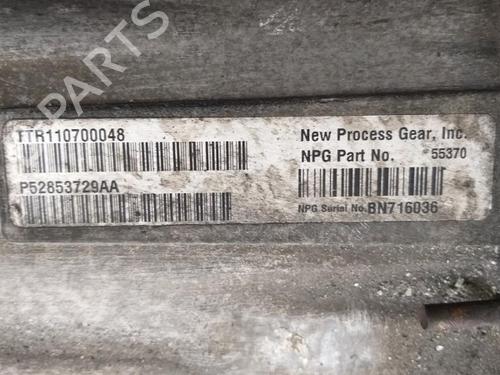 TTR110700048
P52853729AA
New Process Gear, Inc.
NPG Part No. 55370
NPG Serial No. BN716036
B-PARTS